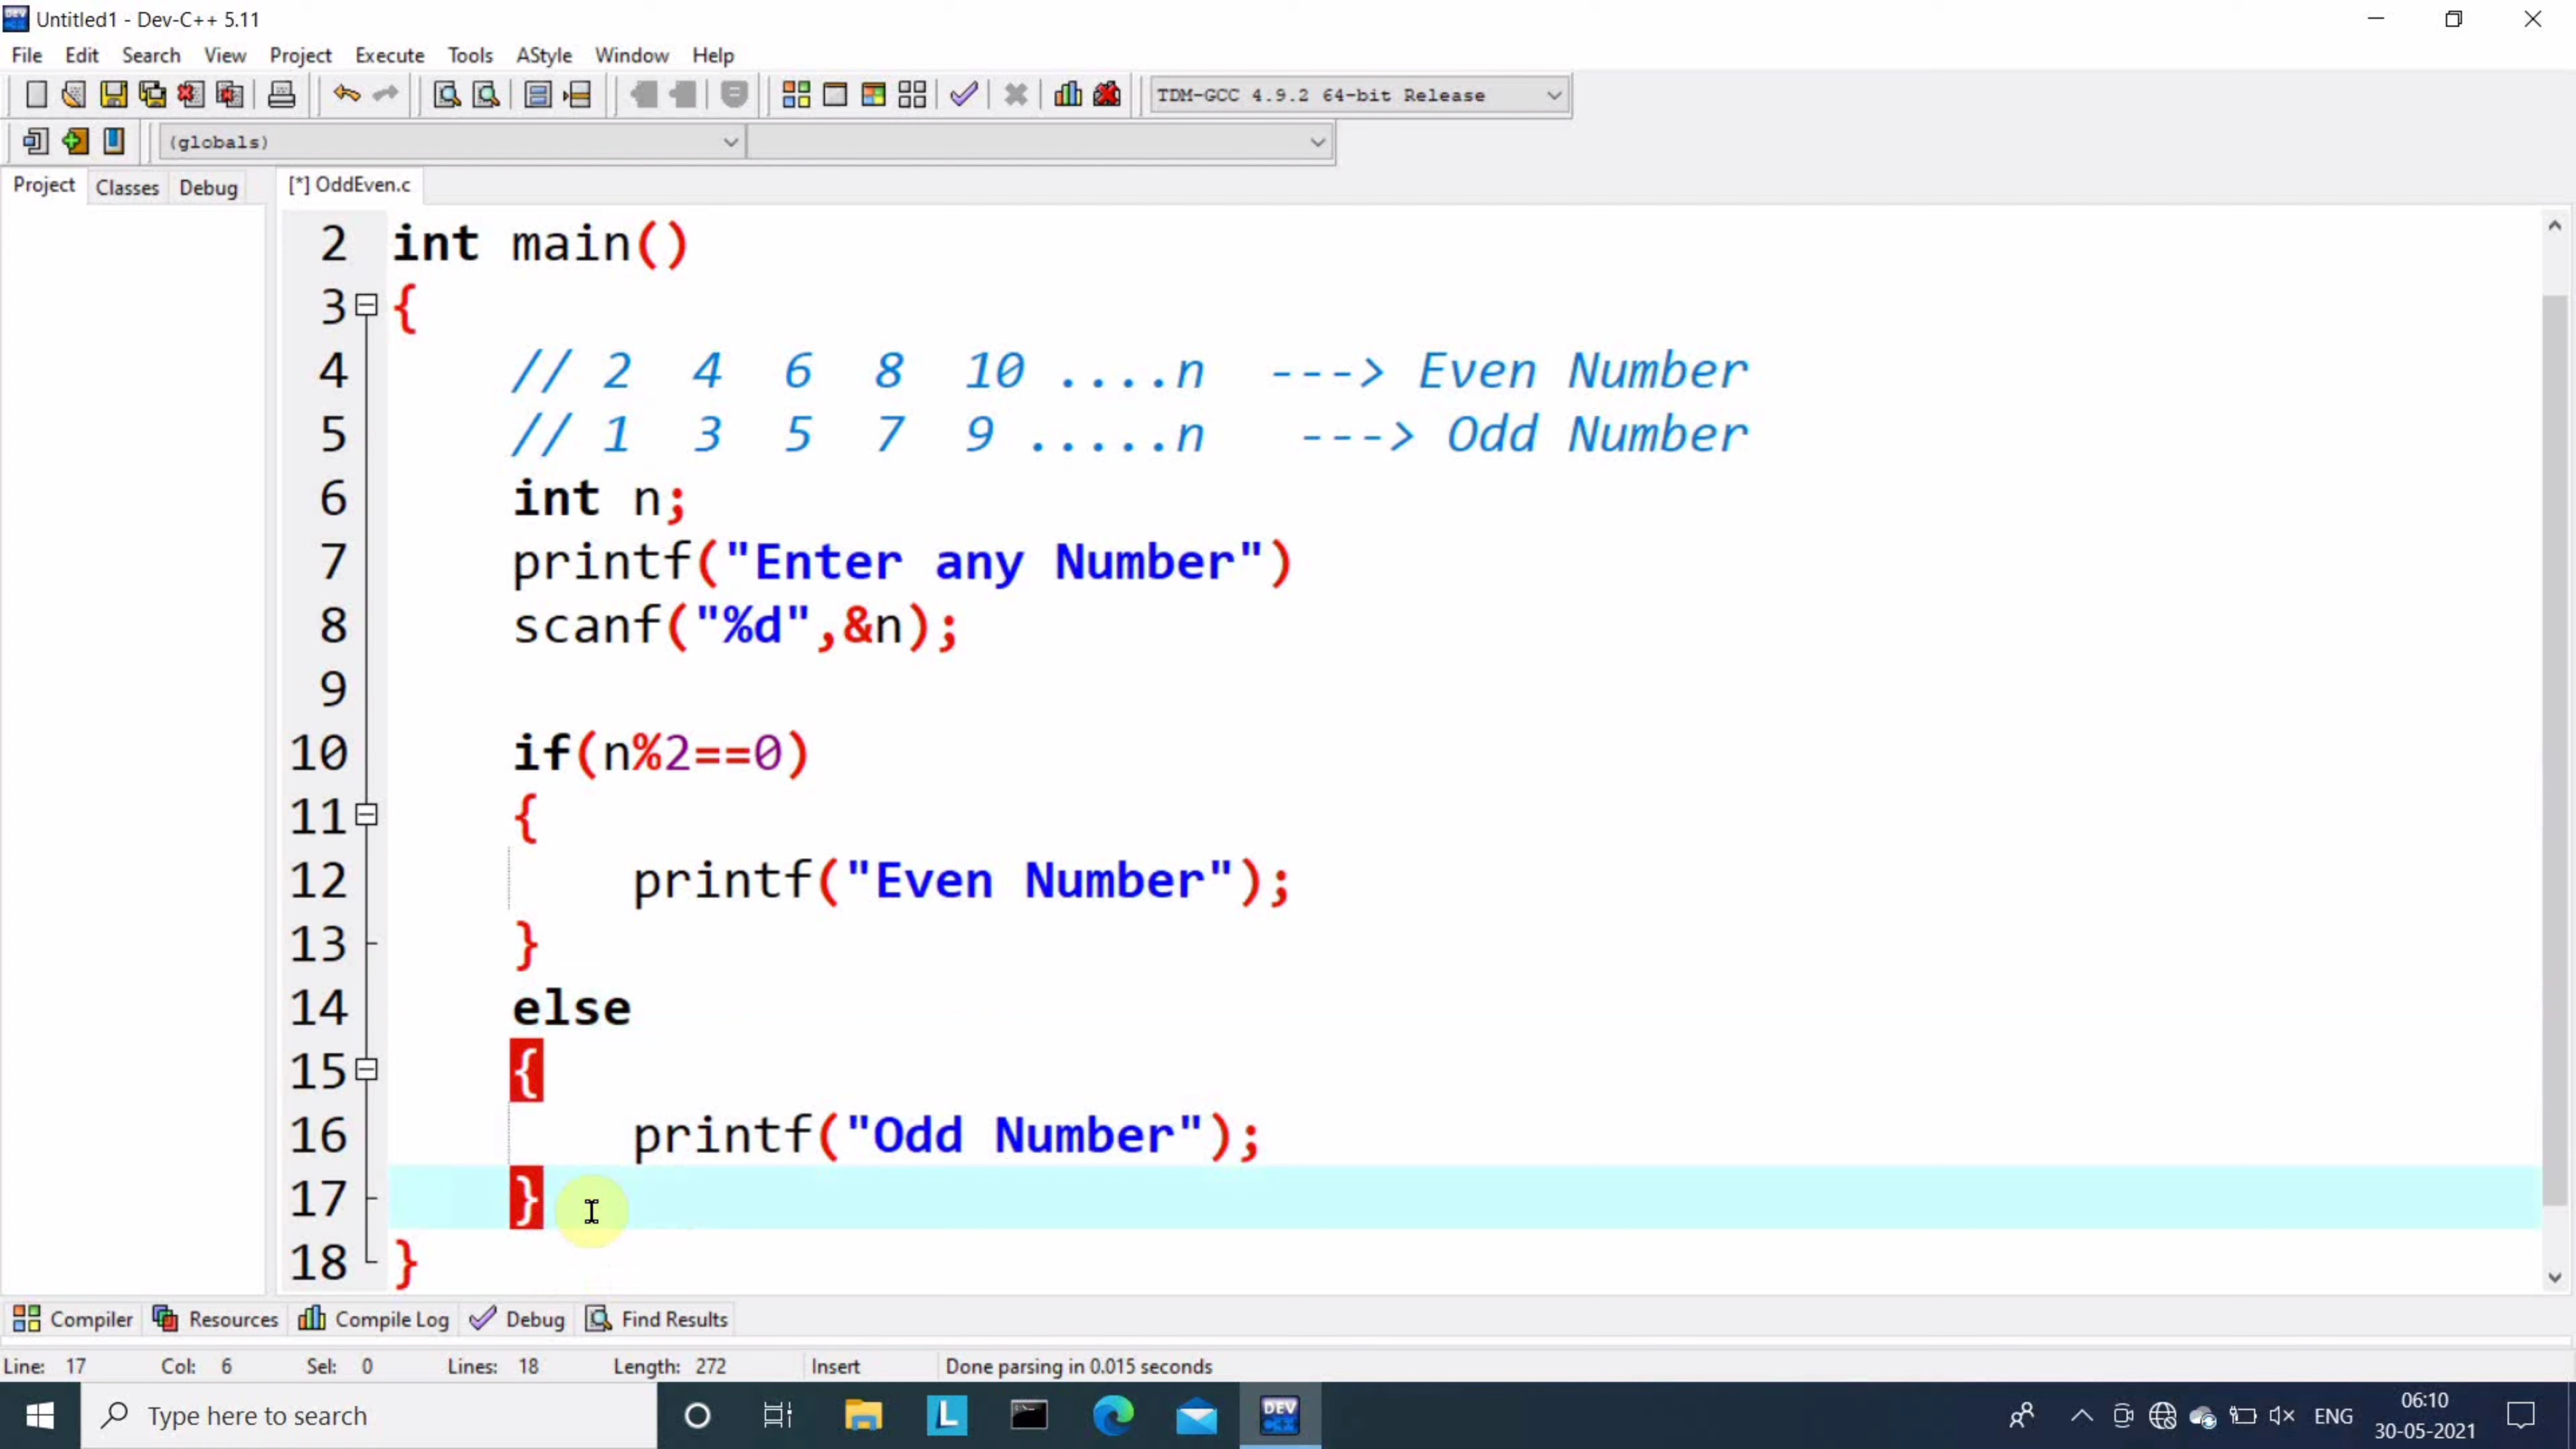 Untitled1 - Dev-C++ 5.11
File Edit Search View Project Execute Tools AStyle Window Help
TDM-GCC 4.9.2 64-bit Release
(globals)
Project Classes Debug [*] OddEven.c
2 int main()
3 {
4 // 2 4 6 8 10 ....n ---> Even Number
5 // 1 3 5 7 9 .....n ---> Odd Number
6 int n;
7 printf("Enter any Number")
8 scanf("%d",&n);
9
10 if(n%2==0)
11 {
12 printf("Even Number");
13 }
14 else
15 {
16 printf("Odd Number");
17 }
18 }
Compiler Resources Compile Log Debug Find Results
Line: 17 Col: 6 Sel: 0 Lines: 18 Length: 272 Insert Done parsing in 0.015 seconds
Type here to search L DEV C++ ENG 06:10
30-05-2021